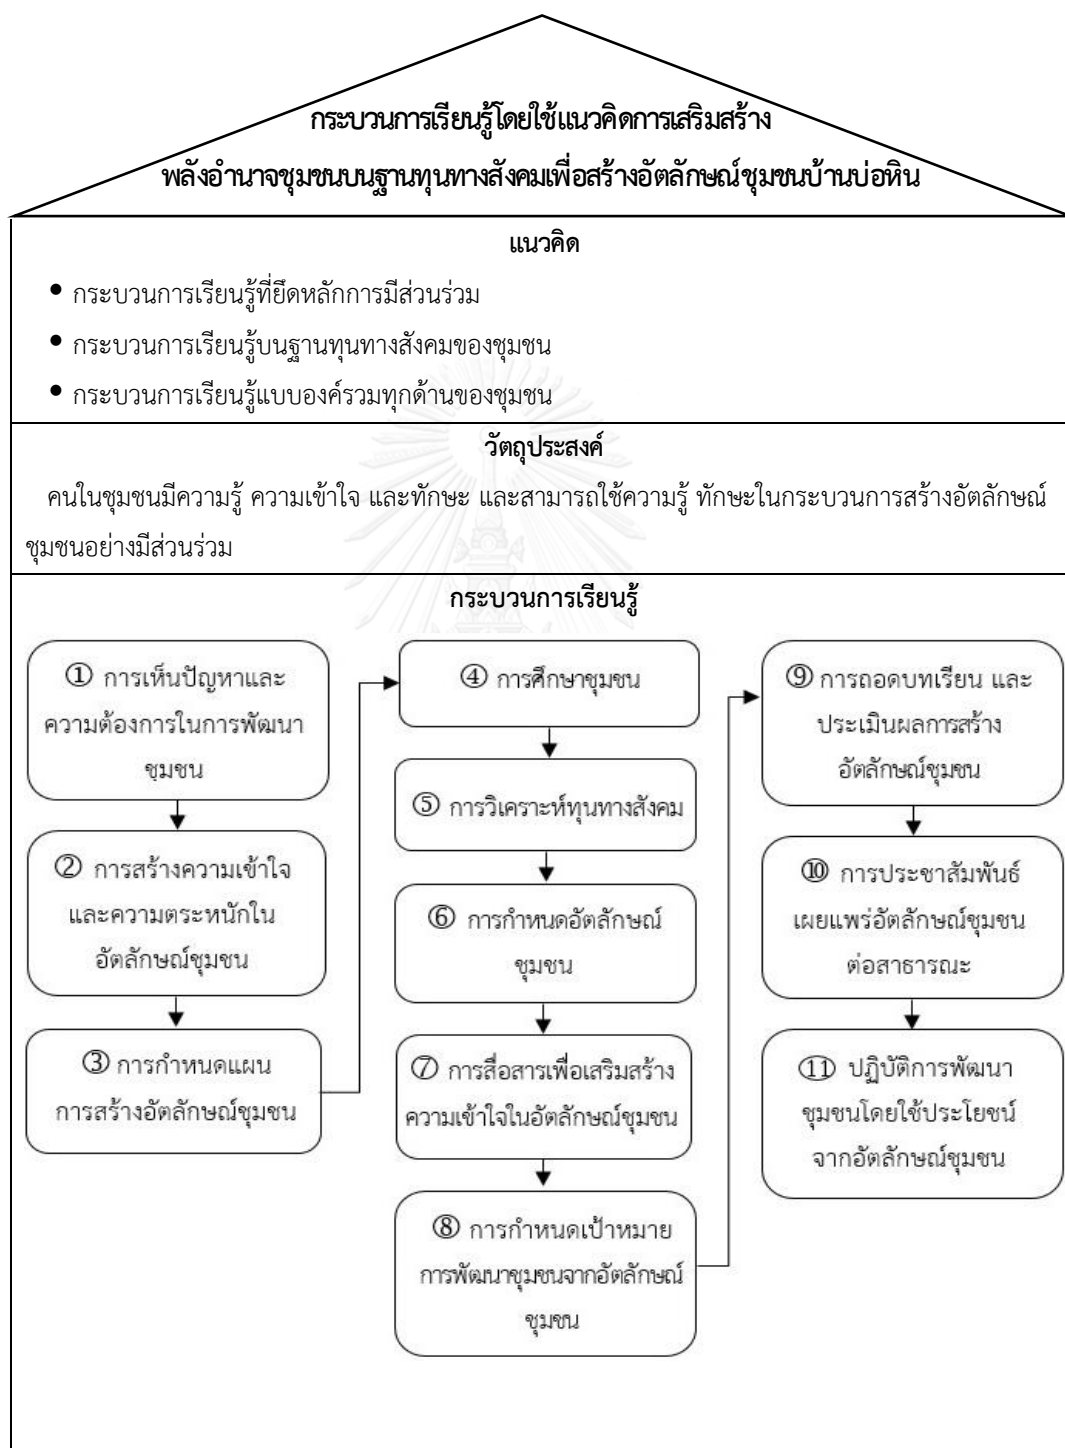 กระบวนการเรียนรู้โดยใช้แนวคิดการเสริมสร้าง
พลังอำนาจชุมชนบนฐานทุนทางสังคมเพื่อสร้างอัตลักษณ์ชุมชนบ้านบ่อหิน
แนวคิด
• กระบวนการเรียนรู้ที่ยึดหลักการมีส่วนร่วม
• กระบวนการเรียนรู้บนฐานทุนทางสังคมของชุมชน
• กระบวนการเรียนรู้แบบองค์รวมทุกด้านของชุมชน
วัตถุประสงค์
คนในชุมชนมีความรู้ ความเข้าใจ และทักษะ และสามารถใช้ความรู้ ทักษะในกระบวนการสร้างอัตลักษณ์
ชุมชนอย่างมีส่วนร่วม
กระบวนการเรียนรู้
① การเห็นปัญหาและ
ความต้องการในการพัฒนา
ชุมชน
② การสร้างความเข้าใจ
และความตระหนักใน
อัตลักษณ์ชุมชน
③ การกำหนดแผน
การสร้างอัตลักษณ์ชุมชน
④ การศึกษาชุมชน
⑤ การวิเคราะห์ทุนทางสังคม
⑥ การกำหนดอัตลักษณ์
ชุมชน
⑦ การสื่อสารเพื่อเสริมสร้าง
ความเข้าใจในอัตลักษณ์ชุมชน
⑧ การกำหนดเป้าหมาย
การพัฒนาชุมชนจากอัตลักษณ์
ชุมชน
⑨ การถอดบทเรียน และ
ประเมินผลการสร้าง
อัตลักษณ์ชุมชน
⑩ การประชาสัมพันธ์
เผยแพร่อัตลักษณ์ชุมชน
ต่อสาธารณะ
⑪ ปฏิบัติการพัฒนา
ชุมชนโดยใช้ประโยชน์
จากอัตลักษณ์ชุมชน